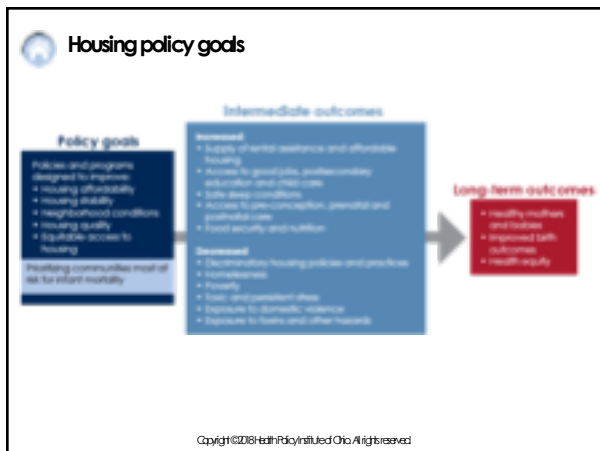 Housing policy goals
Intermediate outcomes
Policy goals
Policies and programs
designed to improve:
• Housing affordability
• Housing stability
• Neighborhood conditions
• Housing quality
• Equitable access to
housing
Prioritizing communities most at
risk for infant mortality
Increased:
• Supply of rental assistance and affordable
housing
• Access to good jobs, postsecondary
education and child care
• Safe sleep conditions
• Access to pre-conception, prenatal and
postnatal care
• Food security and nutrition
Decreased:
• Discriminatory housing policies and practices
• Homelessness
• Poverty
• Toxic and persistent stress
• Exposure to domestic violence
• Exposure to toxins and other hazards
Long-term outcomes
• Healthy mothers
and babies
• Improved birth
outcomes
• Health equity
Copyright ©2018 Health Policy Institute of Ohio. All rights reserved.